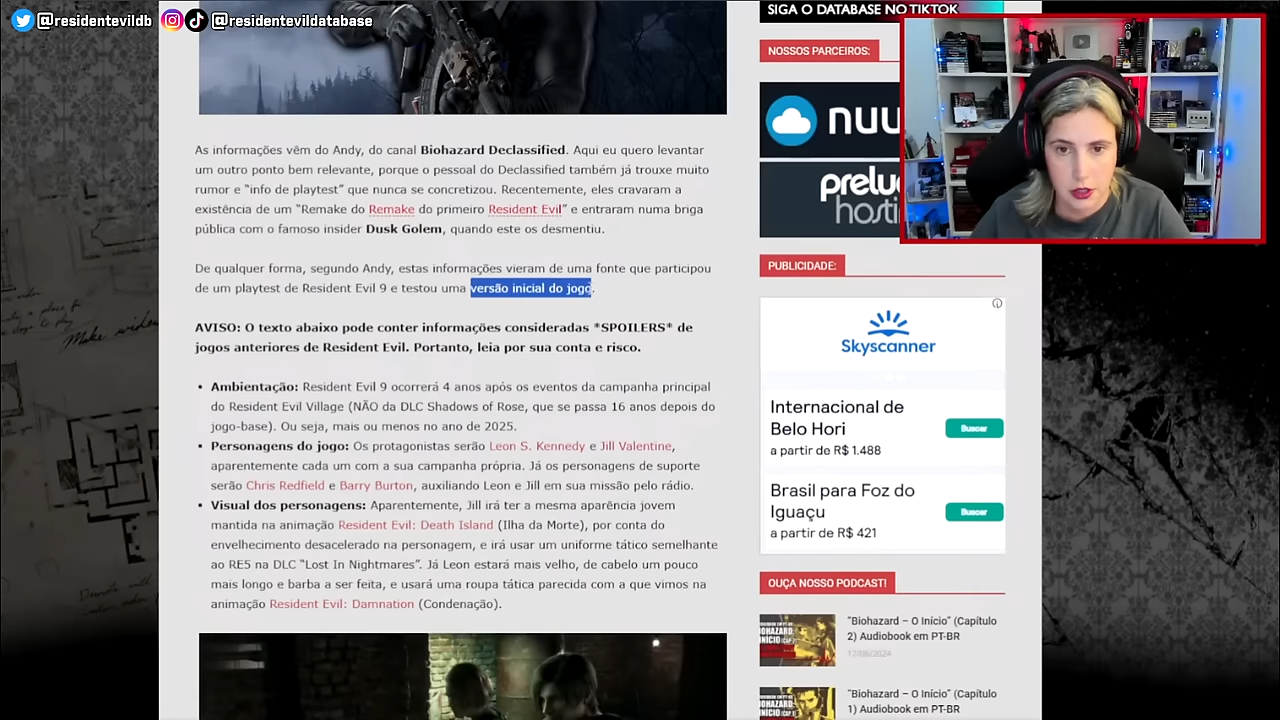 @residentevildb
@residentevildatabase
As informações vêm do Andy, do canal Biohazard Declassified. Aqui eu quero levantar
um outro ponto bem relevante, porque o pessoal do Declassified também já trouxe muito
rumor e “info de playtest” que nunca se concretizou. Recentemente, eles cravaram a
existência de um “Remake do Remake do primeiro Resident Evil” e entraram numa briga
pública com o famoso insider Dusk Golem, quando este os desmentiu.
De qualquer forma, segundo Andy, estas informações vieram de uma fonte que participou
de um playtest de Resident Evil 9 e testou uma versão inicial do jogo.
AVISO: O texto abaixo pode conter informações consideradas *SPOILERS* de
jogos anteriores de Resident Evil. Portanto, leia por sua conta e risco.
• Ambientação: Resident Evil 9 ocorrerá 4 anos após os eventos da campanha principal
do Resident Evil Village (NÃO da DLC Shadows of Rose, que se passa 16 anos depois do
jogo-base). Ou seja, mais ou menos no ano de 2025.
• Personagens do jogo: Os protagonistas serão Leon S. Kennedy e Jill Valentine,
aparentemente cada um com a sua campanha própria. Já os personagens de suporte
serão Chris Redfield e Barry Burton, auxiliando Leon e Jill em sua missão pelo rádio.
• Visual dos personagens: Aparentemente, Jill irá ter a mesma aparência jovem
mantida na animação Resident Evil: Death Island (Ilha da Morte), por conta do
envelhecimento desacelerado na personagem, e irá usar um uniforme tático semelhante
ao RE5 na DLC “Lost In Nightmares”. Já Leon estará mais velho, de cabelo um pouco
mais longo e barba a ser feita, e usará uma roupa tática parecida com a que vimos na
animação Resident Evil: Damnation (Condenação).
SIGA O DATABASE NO TIKTOK
NOSSOS PARCEIROS:
PUBLICIDADE:
Skyscanner
Internacional de
Belo Hori
a partir de R$ 1.488
Buscar
Brasil para Foz do
Iguaçu
a partir de R$ 421
Buscar
OUÇA NOSSO PODCAST!
“Biohazard – O Início” (Capítulo
2) Audiobook em PT-BR
17/06/2024
“Biohazard – O Início” (Capítulo
1) Audiobook em PT-BR